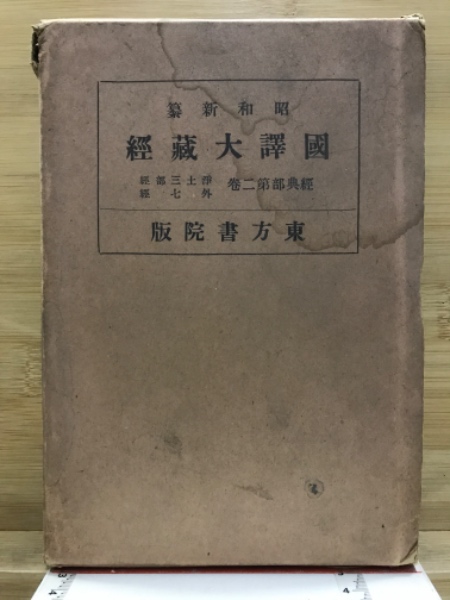 昭和新纂
國譯大藏經
經典部第二卷
淨土三部經
外七經
東方書院版